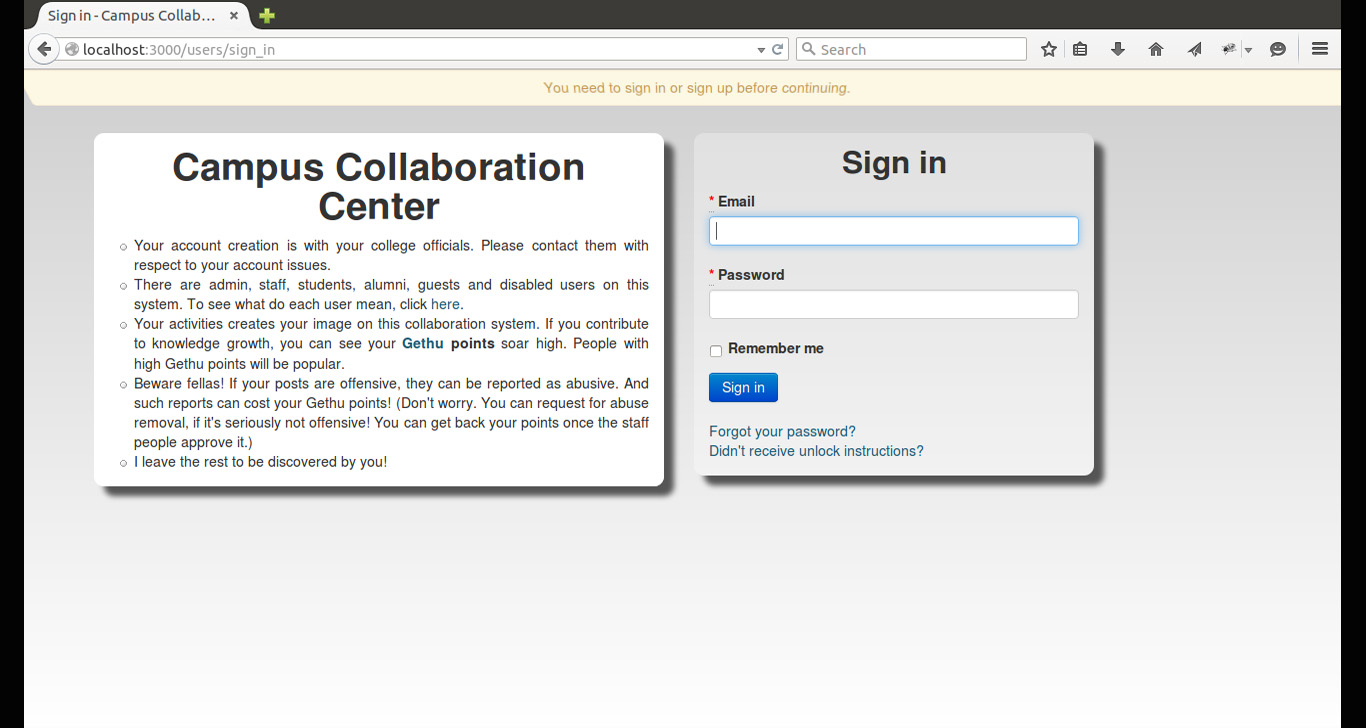 Sign in - Campus Collab...
localhost:3000/users/sign_in
Search
You need to sign in or sign up before continuing.
Campus Collaboration
Center
Your account creation is with your college officials. Please contact them with
respect to your account issues.
There are admin, staff, students, alumni, guests and disabled users on this
system. To see what do each user mean, click here.
Your activities creates your image on this collaboration system. If you contribute
to knowledge growth, you can see your Gethu points soar high. People with
high Gethu points will be popular.
Beware fellas! If your posts are offensive, they can be reported as abusive. And
such reports can cost your Gethu points! (Don't worry. You can request for abuse
removal, if it's seriously not offensive! You can get back your points once the staff
people approve it.)
I leave the rest to be discovered by you!
Sign in
* Email
* Password
Remember me
Sign in
Forgot your password?
Didn't receive unlock instructions?